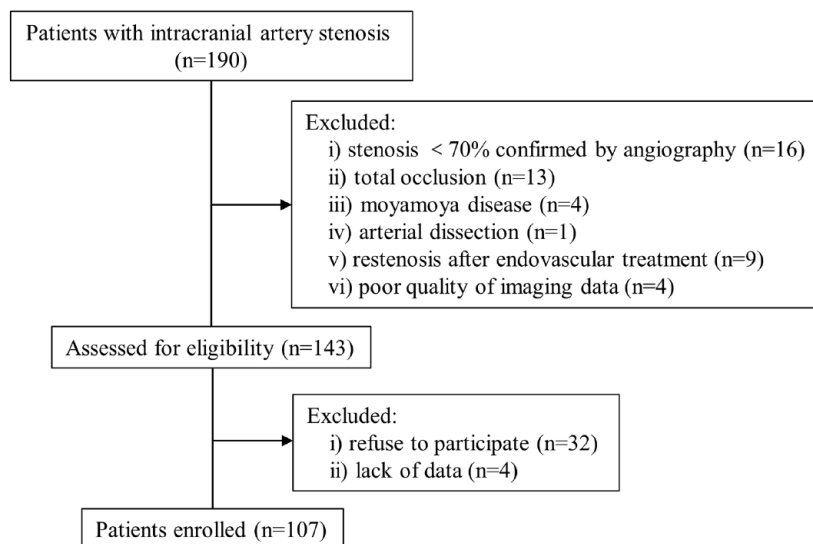 Patients with intracranial artery stenosis
(n=190)
Excluded:
i) stenosis < 70% confirmed by angiography (n=16)
ii) total occlusion (n=13)
iii) moyamoya disease (n=4)
iv) arterial dissection (n=1)
v) restenosis after endovascular treatment (n=9)
vi) poor quality of imaging data (n=4)
Assessed for eligibility (n=143)
Excluded:
i) refuse to participate (n=32)
ii) lack of data (n=4)
Patients enrolled (n=107)